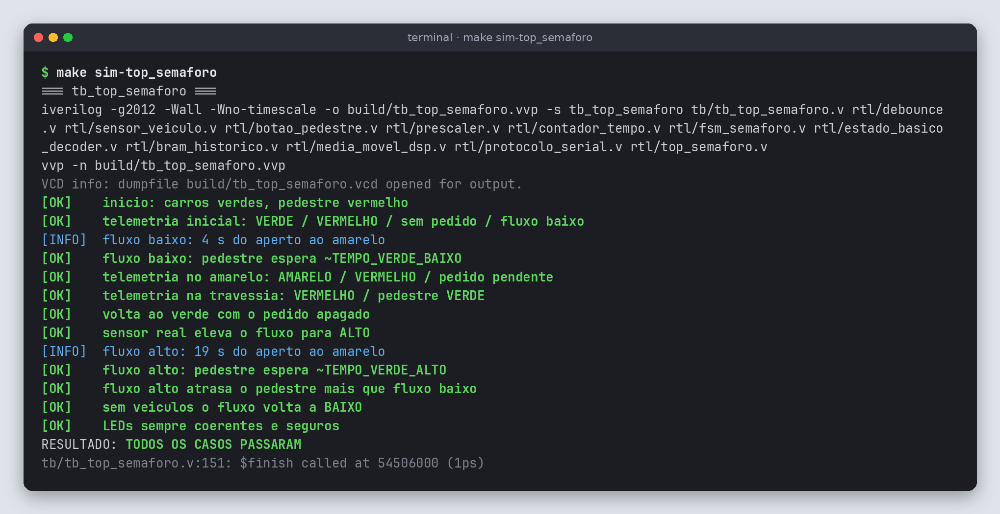 terminal · make sim-top_semaforo
$ make sim-top_semaforo
=== tb_top_semaforo ===
iverilog -g2012 -Wall -Wno-timescale -o build/tb_top_semaforo.vvp -s tb_top_semaforo tb/tb_top_semaforo.v rtl/debounce
.v rtl/sensor_veiculo.v rtl/botao_pedestre.v rtl/prescaler.v rtl/contador_tempo.v rtl/fsm_semaforo.v rtl/estado_basico
_decoder.v rtl/bram_historico.v rtl/media_movel_dsp.v rtl/protocolo_serial.v rtl/top_semaforo.v
vvp -n build/tb_top_semaforo.vvp
VCD info: dumpfile build/tb_top_semaforo.vcd opened for output.
[OK]    inicio: carros verdes, pedestre vermelho
[OK]    telemetria inicial: VERDE / VERMELHO / sem pedido / fluxo baixo
[INFO]  fluxo baixo: 4 s do aperto ao amarelo
[OK]    fluxo baixo: pedestre espera ~TEMPO_VERDE_BAIXO
[OK]    telemetria no amarelo: AMARELO / VERMELHO / pedido pendente
[OK]    telemetria na travessia: VERMELHO / pedestre VERDE
[OK]    volta ao verde com o pedido apagado
[OK]    sensor real eleva o fluxo para ALTO
[INFO]  fluxo alto: 19 s do aperto ao amarelo
[OK]    fluxo alto: pedestre espera ~TEMPO_VERDE_ALTO
[OK]    fluxo alto atrasa o pedestre mais que fluxo baixo
[OK]    sem veiculos o fluxo volta a BAIXO
[OK]    LEDs sempre coerentes e seguros
RESULTADO: TODOS OS CASOS PASSARAM
tb/tb_top_semaforo.v:151: $finish called at 54506000 (1ps)